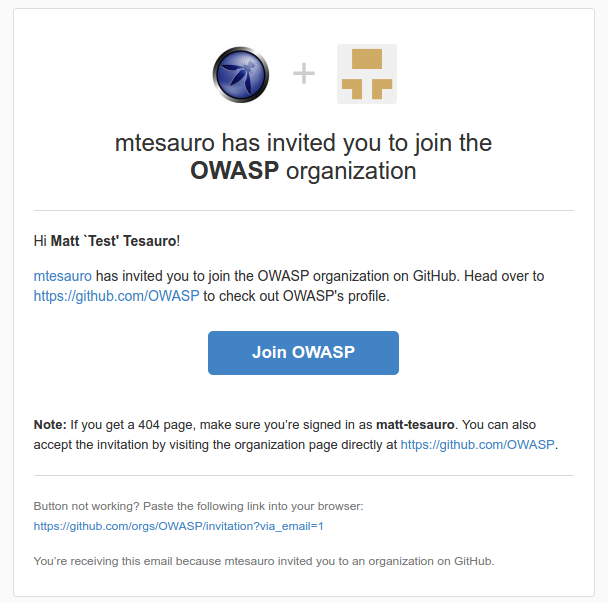 mtesauro has invited you to join the
OWASP organization
Hi Matt `Test' Tesauro!
mtesauro has invited you to join the OWASP organization on GitHub. Head over to
https://github.com/OWASP to check out OWASP's profile.
Join OWASP
Note: If you get a 404 page, make sure you're signed in as matt-tesauro. You can also
accept the invitation by visiting the organization page directly at https://github.com/OWASP.
Button not working? Paste the following link into your browser:
https://github.com/orgs/OWASP/invitation?via_email=1
You're receiving this email because mtesauro invited you to an organization on GitHub.